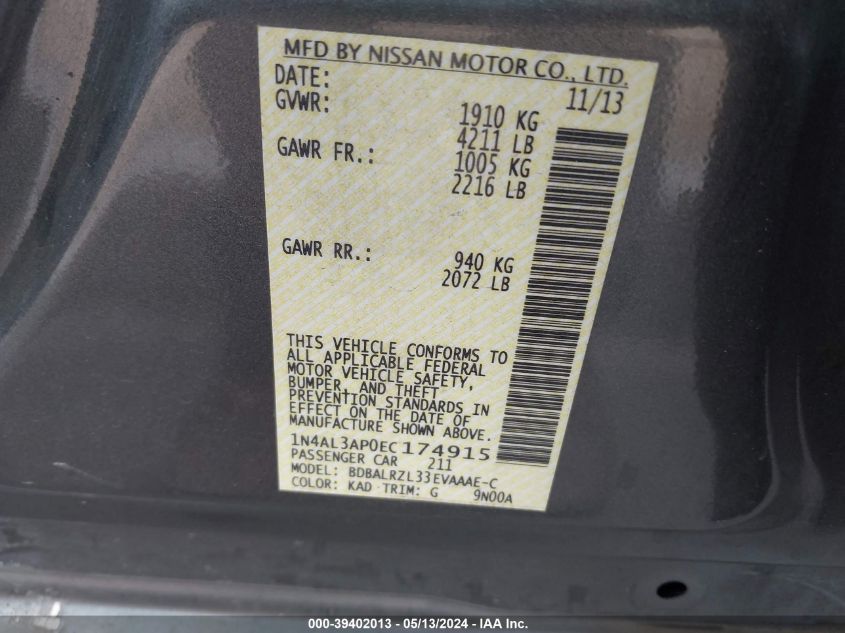 MFD BY NISSAN MOTOR CO., LTD.
DATE: 11/13
GVWR: 1910 KG
4211 LB
GAWR FR.: 1005 KG
2216 LB
GAWR RR.: 940 KG
2072 LB
THIS VEHICLE CONFORMS TO
ALL APPLICABLE FEDERAL
MOTOR VEHICLE SAFETY,
BUMPER, AND THEFT
PREVENTION STANDARDS IN
EFFECT ON THE DATE OF
MANUFACTURE SHOWN ABOVE.
1N4AL3AP0EC174915
PASSENGER CAR 211
MODEL: BDBALRZL33EVAAAE-C
COLOR: KAD TRIM: G 9N00A
000-39402013 - 05/13/2024 - IAA Inc.